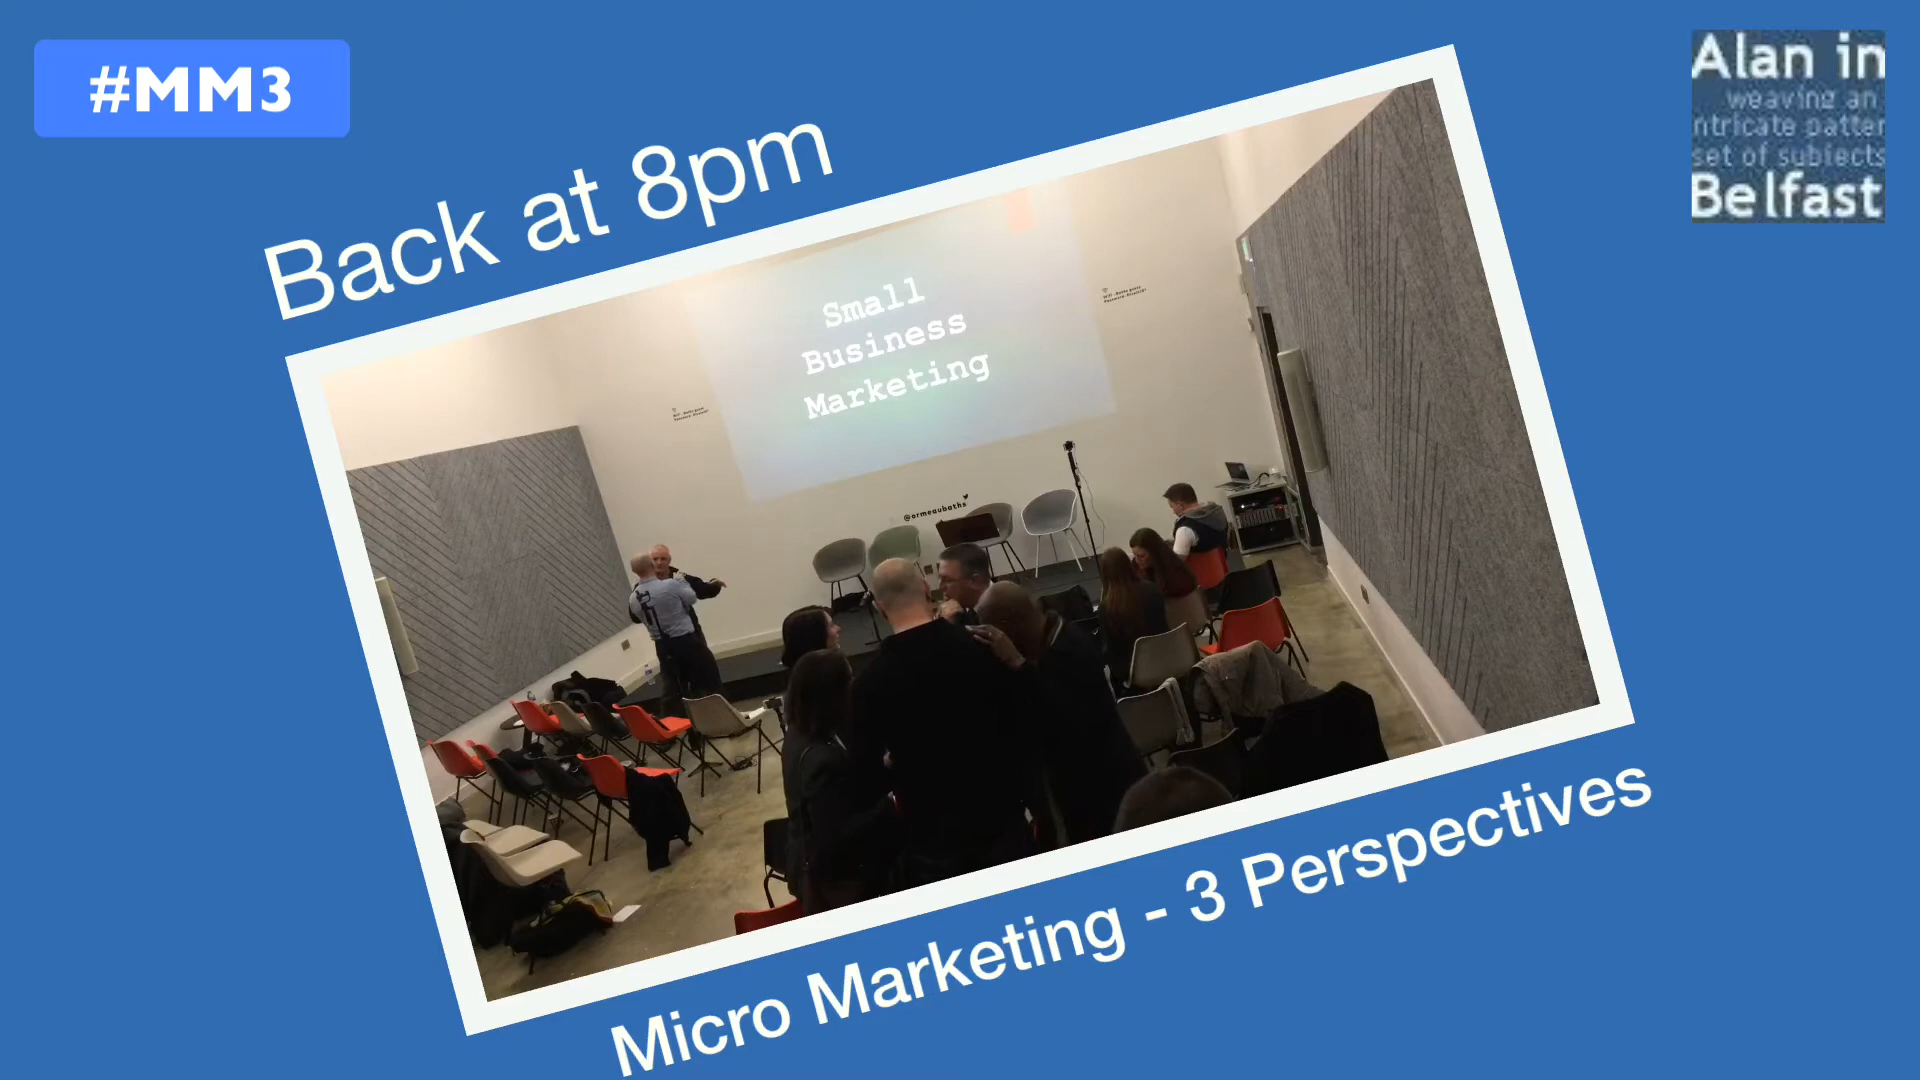 #MM3
Alan in
weaving an
ntricate patter
set of subjects
Belfast
Back at 8pm
Small
Business
Marketing
@ormeaubaths
Micro Marketing - 3 Perspectives